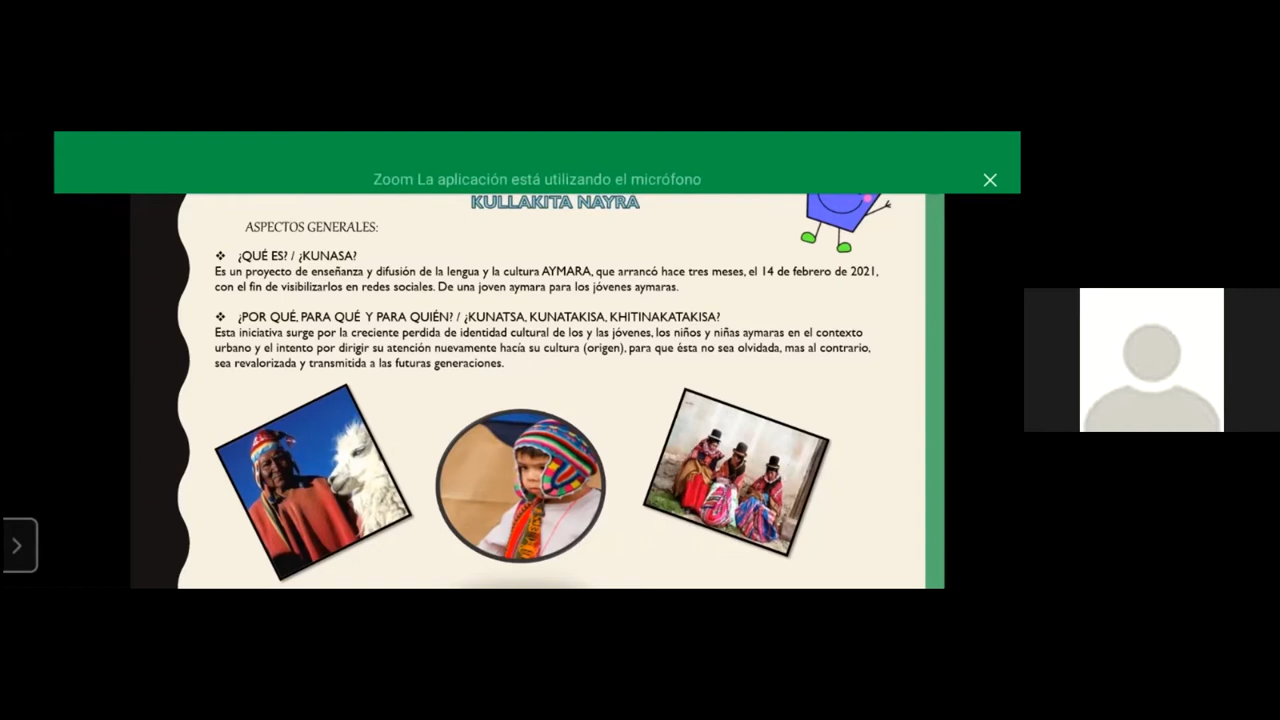 Zoom La aplicación está utilizando el micrófono
KULLAKITA NAYRA
ASPECTOS GENERALES:
❖ ¿QUÉ ES? / ¿KUNASA?
Es un proyecto de enseñanza y difusión de la lengua y la cultura AYMARA, que arrancó hace tres meses, el 14 de febrero de 2021,
con el fin de visibilizarlos en redes sociales. De una joven aymara para los jóvenes aymaras.
❖ ¿POR QUÉ, PARA QUÉ Y PARA QUIÉN? / ¿KUNATSA, KUNATAKISA, KHITINAKATAKISA?
Esta iniciativa surge por la creciente perdida de identidad cultural de los y las jóvenes, los niños y niñas aymaras en el contexto
urbano y el intento por dirigir su atención nuevamente hacía su cultura (origen), para que ésta no sea olvidada, mas al contrario,
sea revalorizada y transmitida a las futuras generaciones.